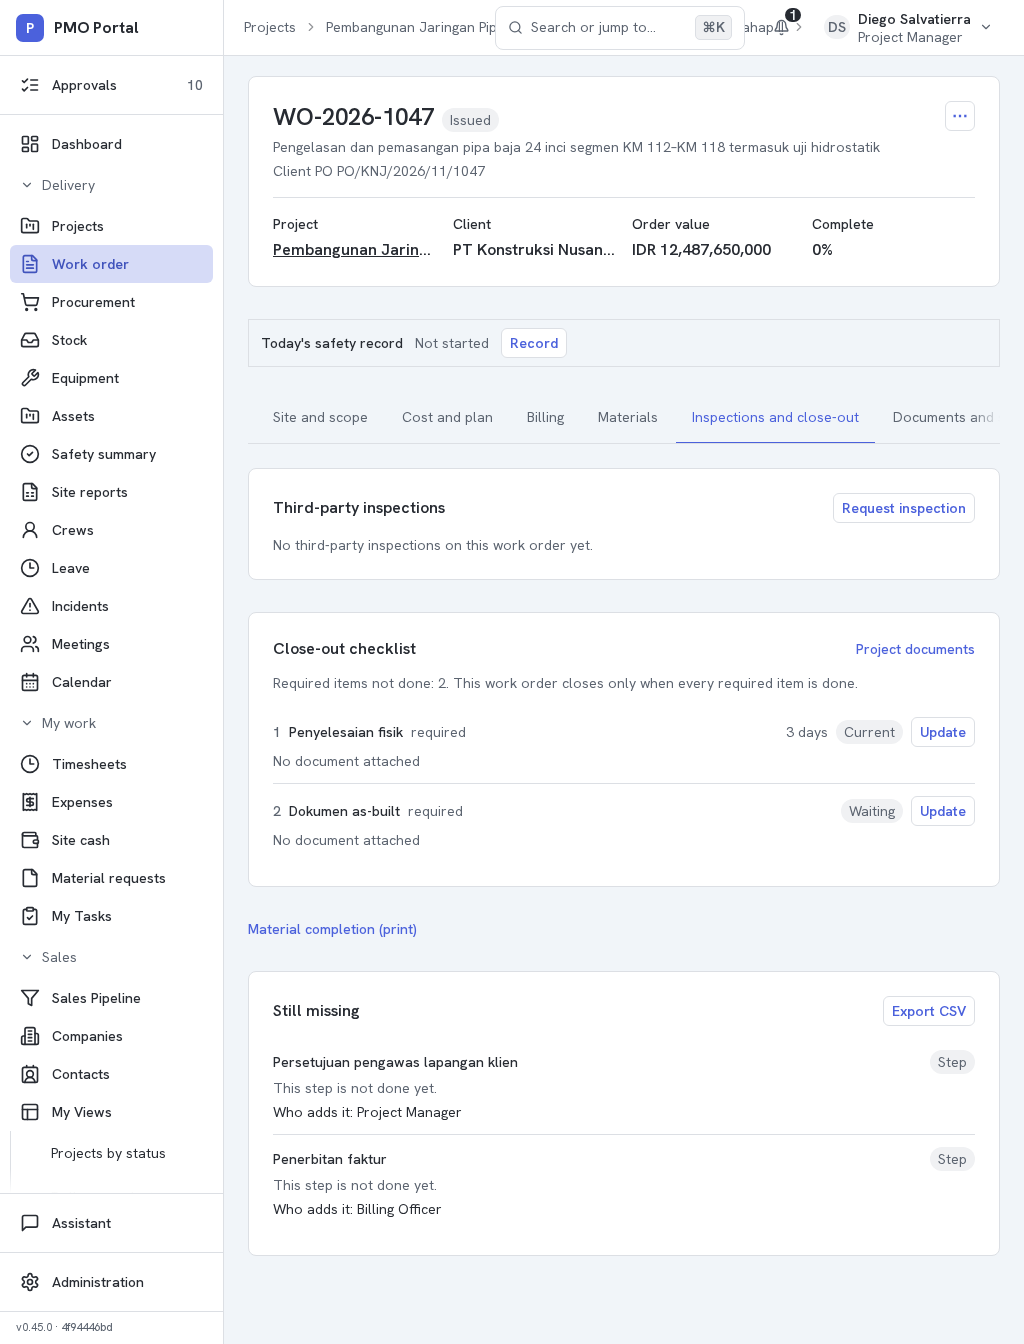 P PMO Portal
Projects > Pembangunan Jaringan Pip
Search or jump to... ⌘K
ahap
1
DS
Diego Salvatierra
Project Manager
Approvals 10
Dashboard
Delivery
Projects
Work order
Procurement
Stock
Equipment
Assets
Safety summary
Site reports
Crews
Leave
Incidents
Meetings
Calendar
My work
Timesheets
Expenses
Site cash
Material requests
My Tasks
Sales
Sales Pipeline
Companies
Contacts
My Views
Projects by status
Assistant
Administration
v0.45.0 · 4f94446bd
WO-2026-1047 Issued
Pengelasan dan pemasangan pipa baja 24 inci segmen KM 112–KM 118 termasuk uji hidrostatik
Client PO PO/KNJ/2026/11/1047
Project Client Order value Complete
Pembangunan Jarin... PT Konstruksi Nusan... IDR 12,487,650,000 0%
Today's safety record Not started Record
Site and scope Cost and plan Billing Materials Inspections and close-out Documents and
Third-party inspections Request inspection
No third-party inspections on this work order yet.
Close-out checklist Project documents
Required items not done: 2. This work order closes only when every required item is done.
1 Penyelesaian fisik required 3 days Current Update
No document attached
2 Dokumen as-built required Waiting Update
No document attached
Material completion (print)
Still missing Export CSV
Persetujuan pengawas lapangan klien Step
This step is not done yet.
Who adds it: Project Manager
Penerbitan faktur Step
This step is not done yet.
Who adds it: Billing Officer